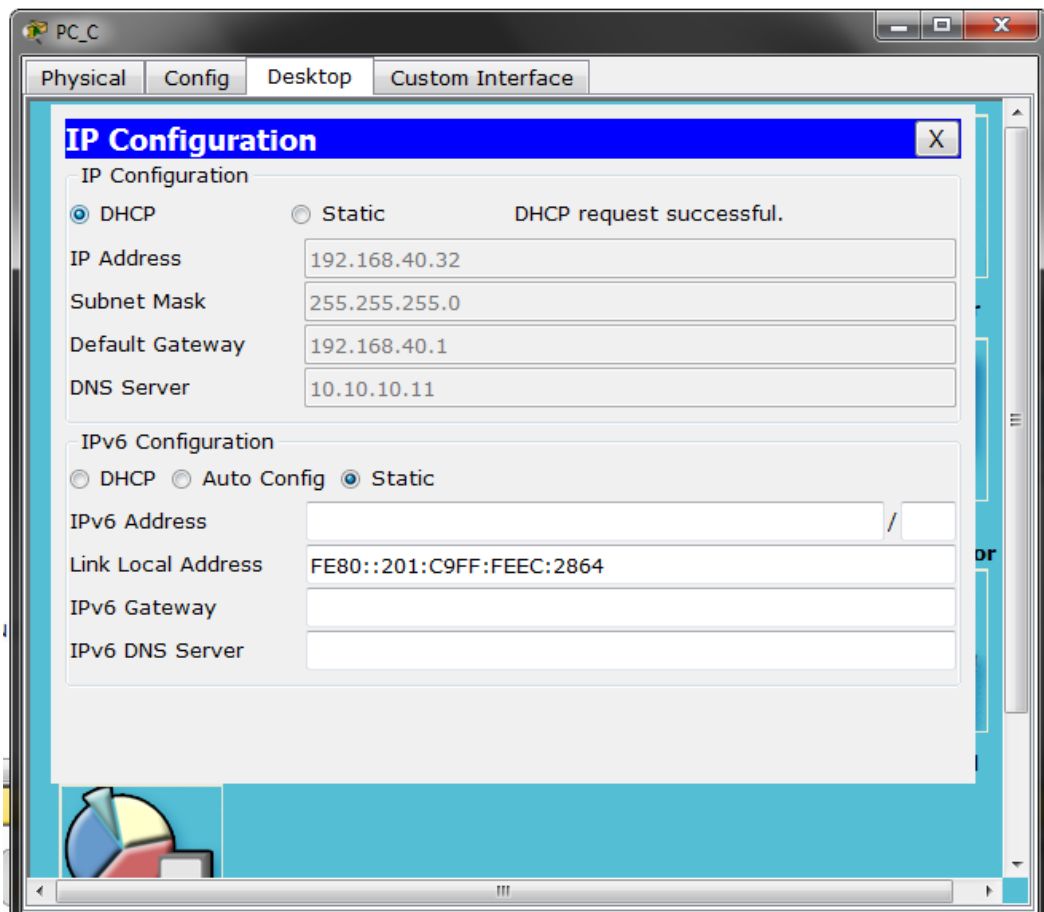 PC_C
Physical Config Desktop Custom Interface
IP Configuration X
IP Configuration
DHCP Static DHCP request successful.
IP Address 192.168.40.32
Subnet Mask 255.255.255.0
Default Gateway 192.168.40.1
DNS Server 10.10.10.11
IPv6 Configuration
DHCP Auto Config Static
IPv6 Address /
Link Local Address FE80::201:C9FF:FEEC:2864
IPv6 Gateway
IPv6 DNS Server
or